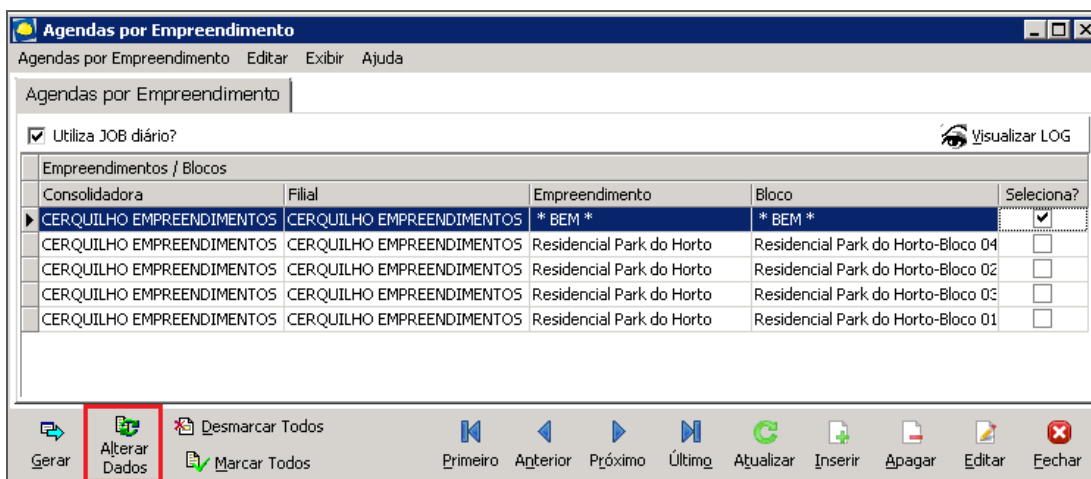 Agendas por Empreendimento
Agendas por Empreendimento Editar Exibir Ajuda
Agendas por Empreendimento
Utiliza JOB diário? Visualizar LOG
Empreendimentos / Blocos
Consolidadora Filial Empreendimento Bloco Seleciona?
CERQUILHO EMPREENDIMENTOS CERQUILHO EMPREENDIMENTOS * BEM * * BEM *
CERQUILHO EMPREENDIMENTOS CERQUILHO EMPREENDIMENTOS Residencial Park do Horto Residencial Park do Horto-Bloco 04
CERQUILHO EMPREENDIMENTOS CERQUILHO EMPREENDIMENTOS Residencial Park do Horto Residencial Park do Horto-Bloco 02
CERQUILHO EMPREENDIMENTOS CERQUILHO EMPREENDIMENTOS Residencial Park do Horto Residencial Park do Horto-Bloco 03
CERQUILHO EMPREENDIMENTOS CERQUILHO EMPREENDIMENTOS Residencial Park do Horto Residencial Park do Horto-Bloco 01
Desmarcar Todos
Marcar Todos
Gerar Alterar Dados Primeiro Anterior Próximo Último Atualizar Inserir Apagar Editar Fechar